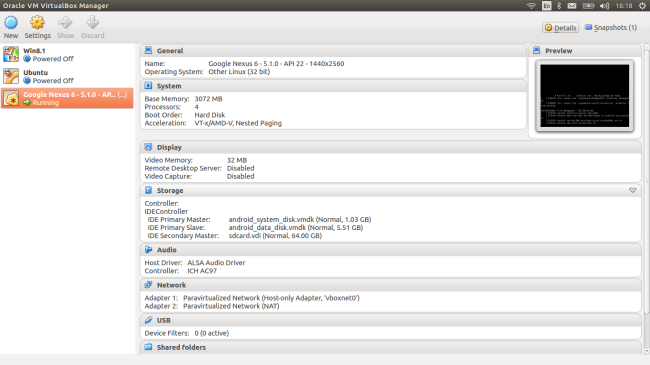 Oracle VM VirtualBox Manager
En
18:18
New
Settings
Show
Discard
Details
Snapshots (1)
Win8.1
Powered Off
Ubuntu
Powered Off
Google Nexus 6 - 5.1.0 - AP... (...)
Running
General
Name: Google Nexus 6 - 5.1.0 - API 22 - 1440x2560
Operating System: Other Linux (32 bit)
System
Base Memory: 3072 MB
Processors: 4
Boot Order: Hard Disk
Acceleration: VT-x/AMD-V, Nested Paging
Preview
Display
Video Memory: 32 MB
Remote Desktop Server: Disabled
Video Capture: Disabled
Storage
Controller:
IDEController
IDE Primary Master: android_system_disk.vmdk (Normal, 1.03 GB)
IDE Primary Slave: android_data_disk.vmdk (Normal, 5.51 GB)
IDE Secondary Master: sdcard.vdi (Normal, 64.00 GB)
Audio
Host Driver: ALSA Audio Driver
Controller: ICH AC97
Network
Adapter 1: Paravirtualized Network (Host-only Adapter, 'vboxnet0')
Adapter 2: Paravirtualized Network (NAT)
USB
Device Filters: 0 (0 active)
Shared folders